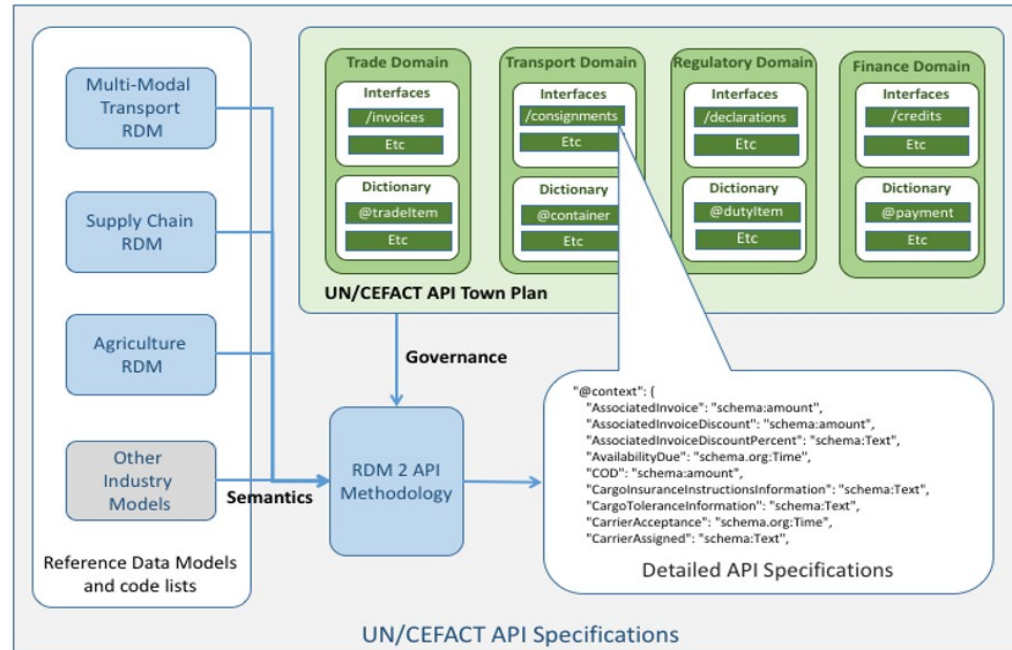 Multi-Modal
Transport
RDM
Supply Chain
RDM
Agriculture
RDM
Other
Industry
Models
Reference Data Models
and code lists
Semantics
Trade Domain
Interfaces
/invoices
Etc
Dictionary
@tradeItem
Etc
Transport Domain
Interfaces
/consignments
Etc
Dictionary
@container
Etc
Regulatory Domain
Interfaces
/declarations
Etc
Dictionary
@dutyItem
Etc
Finance Domain
Interfaces
/credits
Etc
Dictionary
@payment
Etc
UN/CEFACT API Town Plan
Governance
RDM 2 API
Methodology
"@context": {
"AssociatedInvoice": "schema:amount",
"AssociatedInvoiceDiscount": "schema:amount",
"AssociatedInvoiceDiscountPercent": "schema:Text",
"AvailabilityDue": "schema.org:Time",
"COD": "schema:amount",
"CargoInsuranceInstructionsInformation": "schema:Text",
"CargoToleranceInformation": "schema:Text",
"CarrierAcceptance": "schema.org:Time",
"CarrierAssigned": "schema:Text",
Detailed API Specifications
UN/CEFACT API Specifications